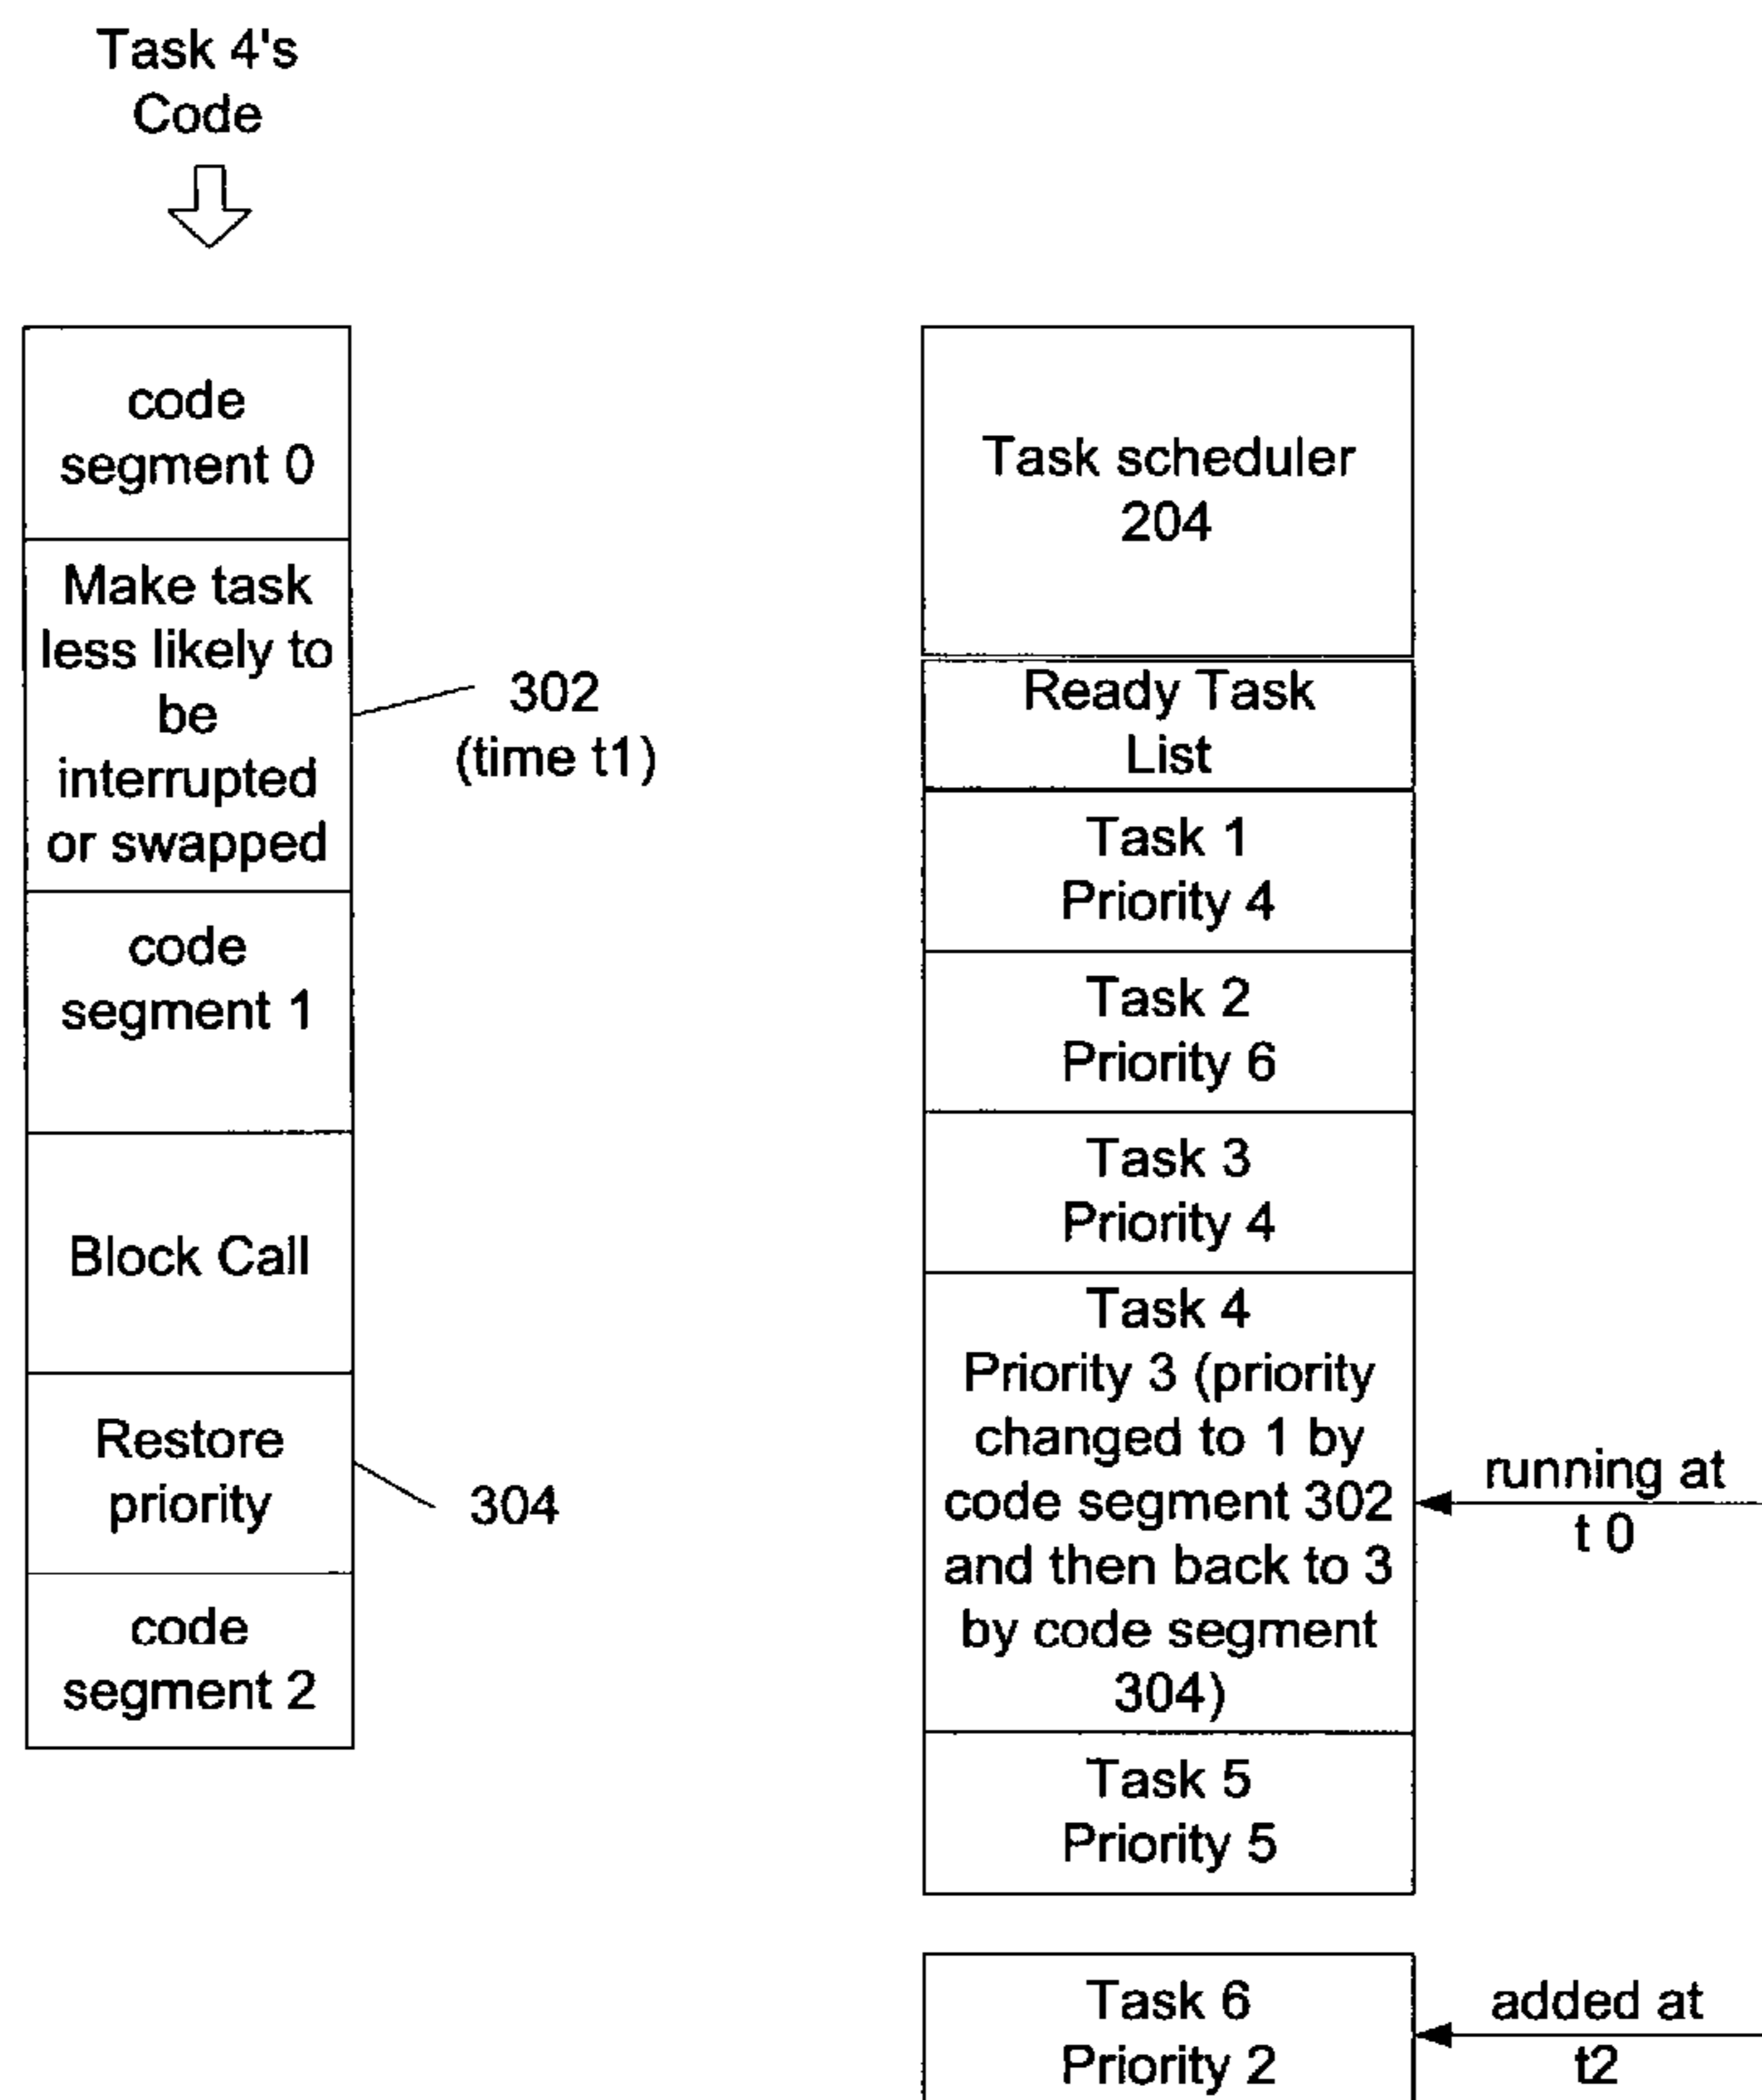 Task 4's
Code
code
segment 0
Make task
less likely to
be
interrupted
or swapped
302
(time t1)
code
segment 1
Block Call
Restore
priority
304
code
segment 2
Task scheduler
204
Ready Task
List
Task 1
Priority 4
Task 2
Priority 6
Task 3
Priority 4
Task 4
Priority 3 (priority
changed to 1 by
code segment 302
and then back to 3
by code segment
304)
running at
t 0
Task 5
Priority 5
Task 6
Priority 2
added at
t2